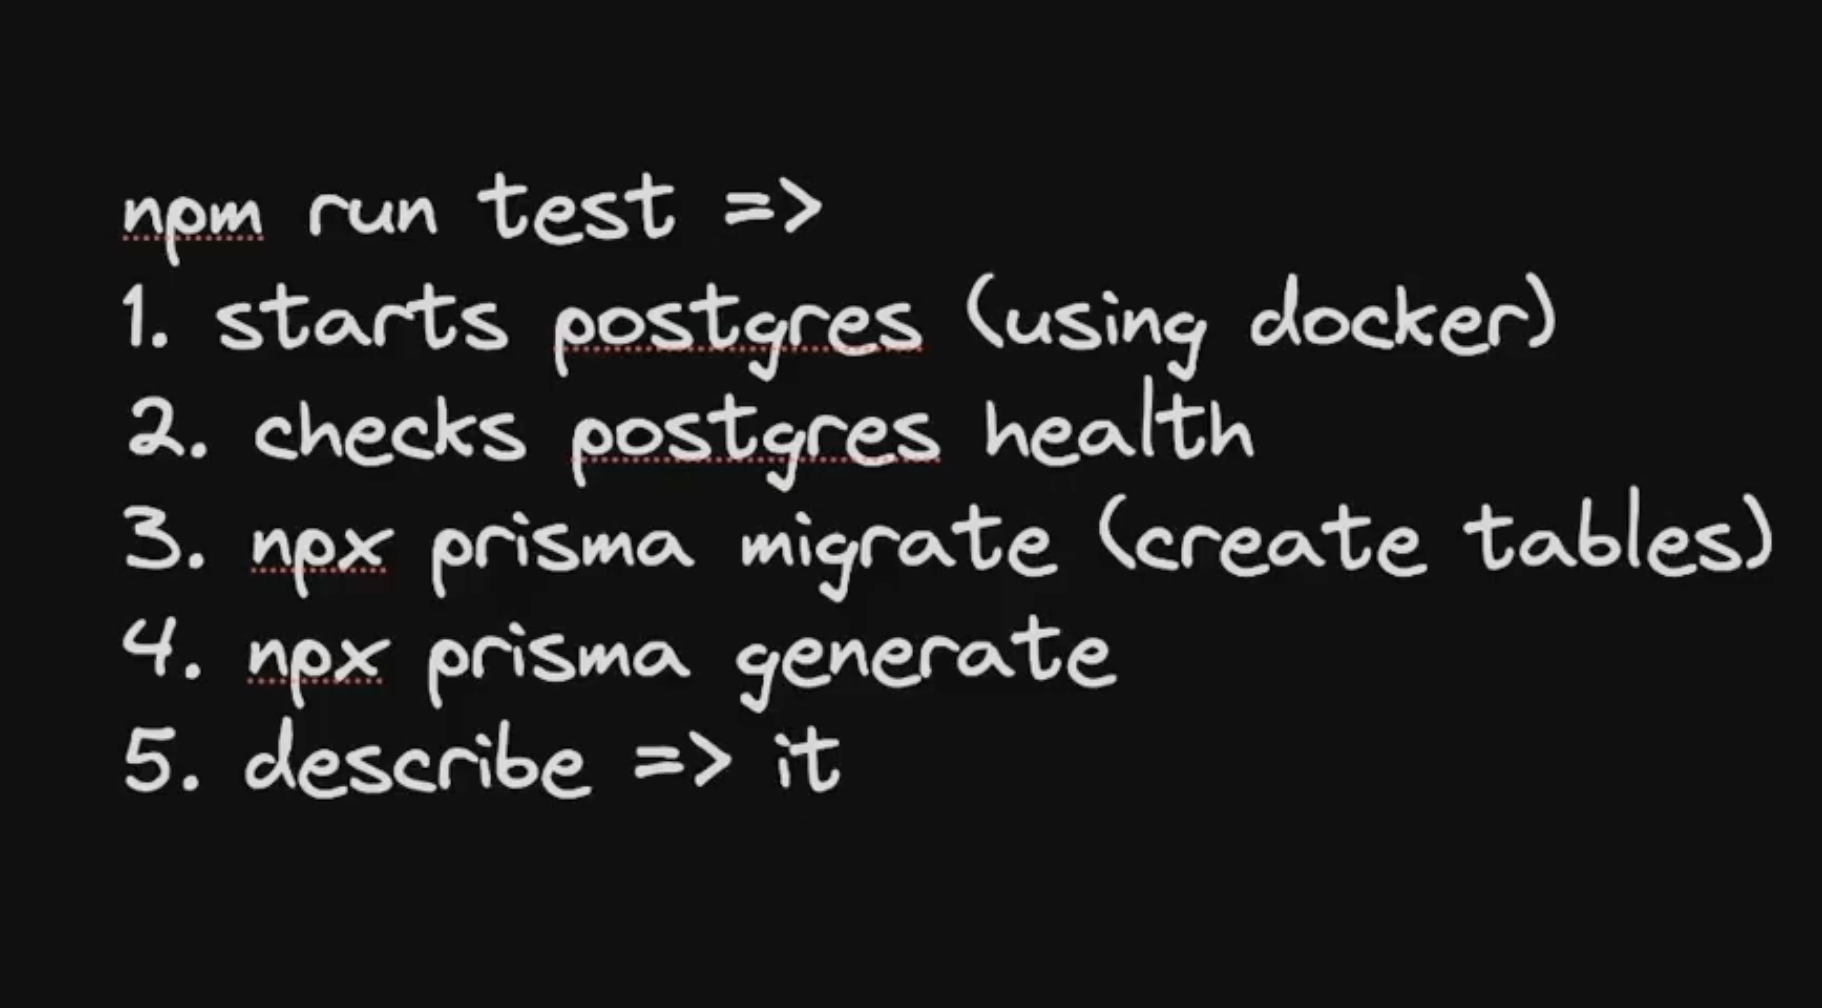 npm run test =>
1. starts postgres (using docker)
2. checks postgres health
3. npx prisma migrate (create tables)
4. npx prisma generate
5. describe => it